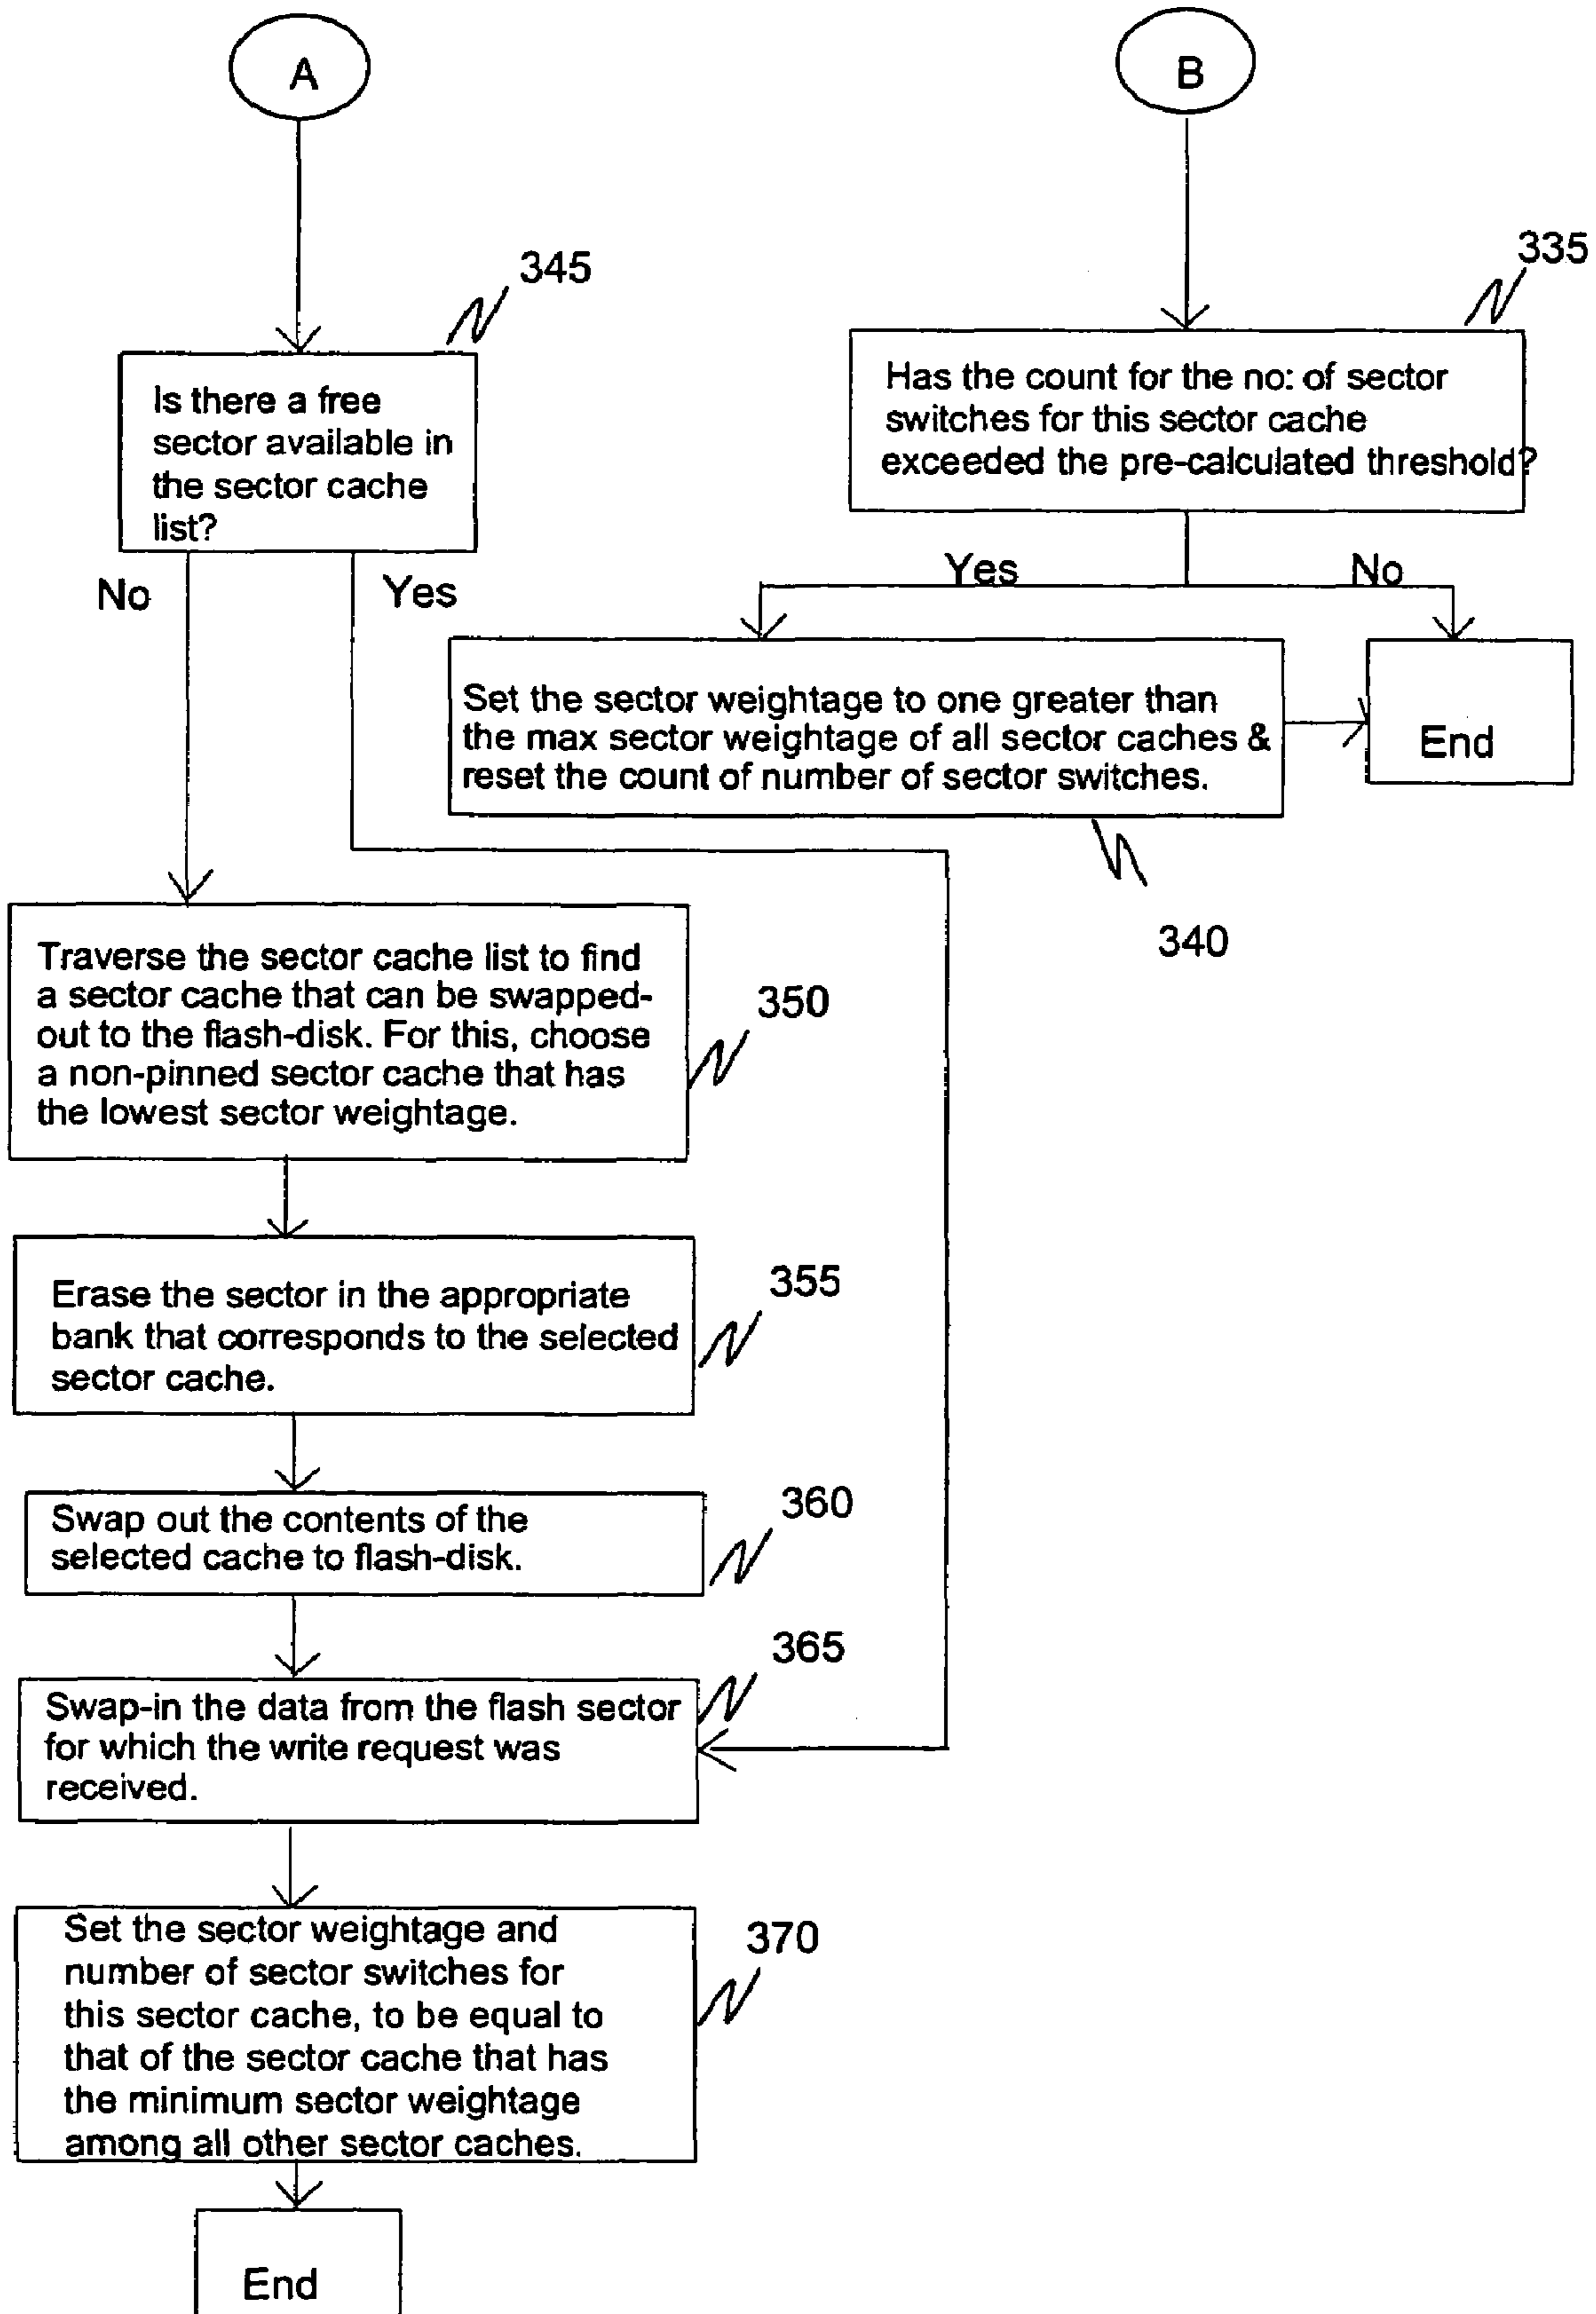 A
B
345
335
Is there a free
sector available in
the sector cache
list?
Has the count for the no: of sector
switches for this sector cache
exceeded the pre-calculated threshold?
No
Yes
Yes
No
Set the sector weightage to one greater than
the max sector weightage of all sector caches &
reset the count of number of sector switches.
End
340
Traverse the sector cache list to find
a sector cache that can be swapped-
out to the flash-disk. For this, choose
a non-pinned sector cache that has
the lowest sector weightage.
350
Erase the sector in the appropriate
bank that corresponds to the selected
sector cache.
355
Swap out the contents of the
selected cache to flash-disk.
360
365
Swap-in the data from the flash sector
for which the write request was
received.
Set the sector weightage and
number of sector switches for
this sector cache, to be equal to
that of the sector cache that has
the minimum sector weightage
among all other sector caches.
370
End